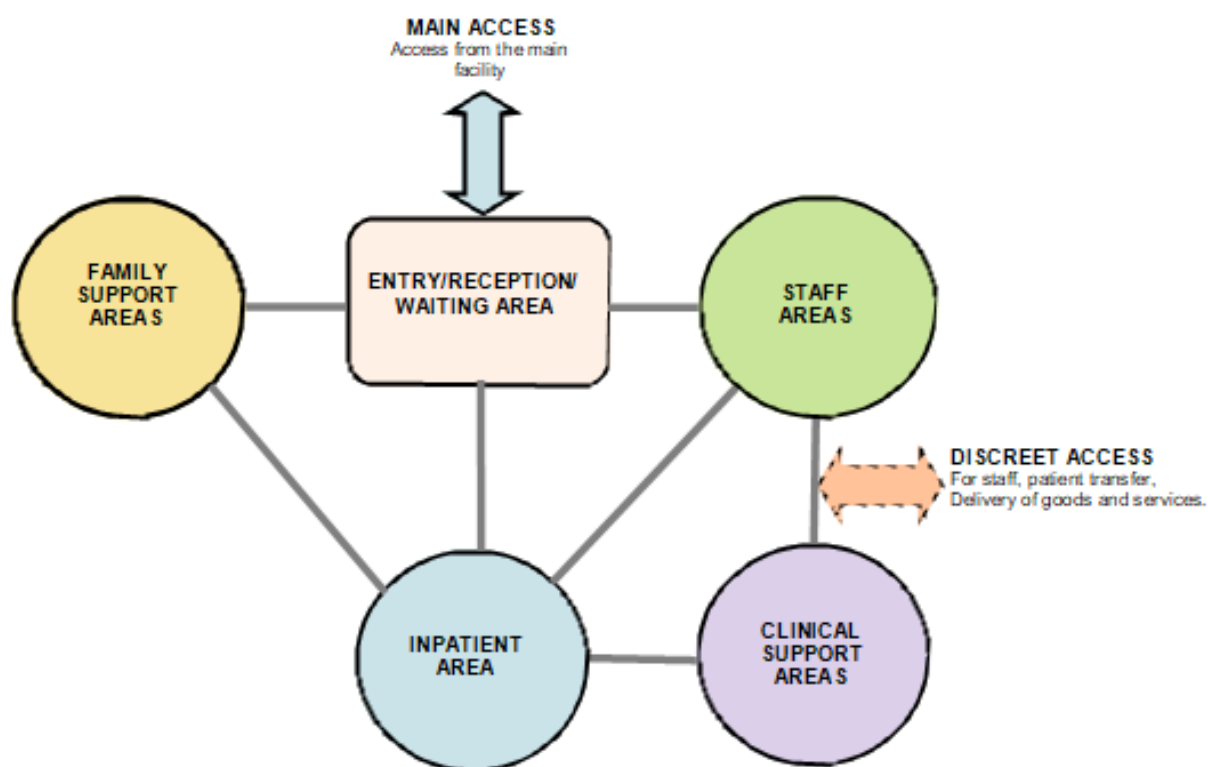 MAIN ACCESS
Access from the main
facility
FAMILY
SUPPORT
AREAS
ENTRY/RECEPTION/
WAITING AREA
STAFF
AREAS
DISCREET ACCESS
For staff, patient transfer,
Delivery of goods and services.
INPATIENT
AREA
CLINICAL
SUPPORT
AREAS